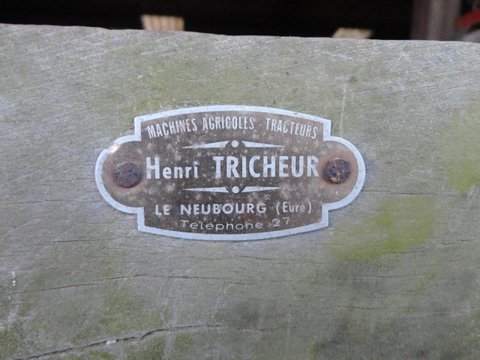 MACHINES AGRICOLES - TRACTEURS
Henri TRICHEUR
LE NEUBOURG (Eure)
Téléphone 27